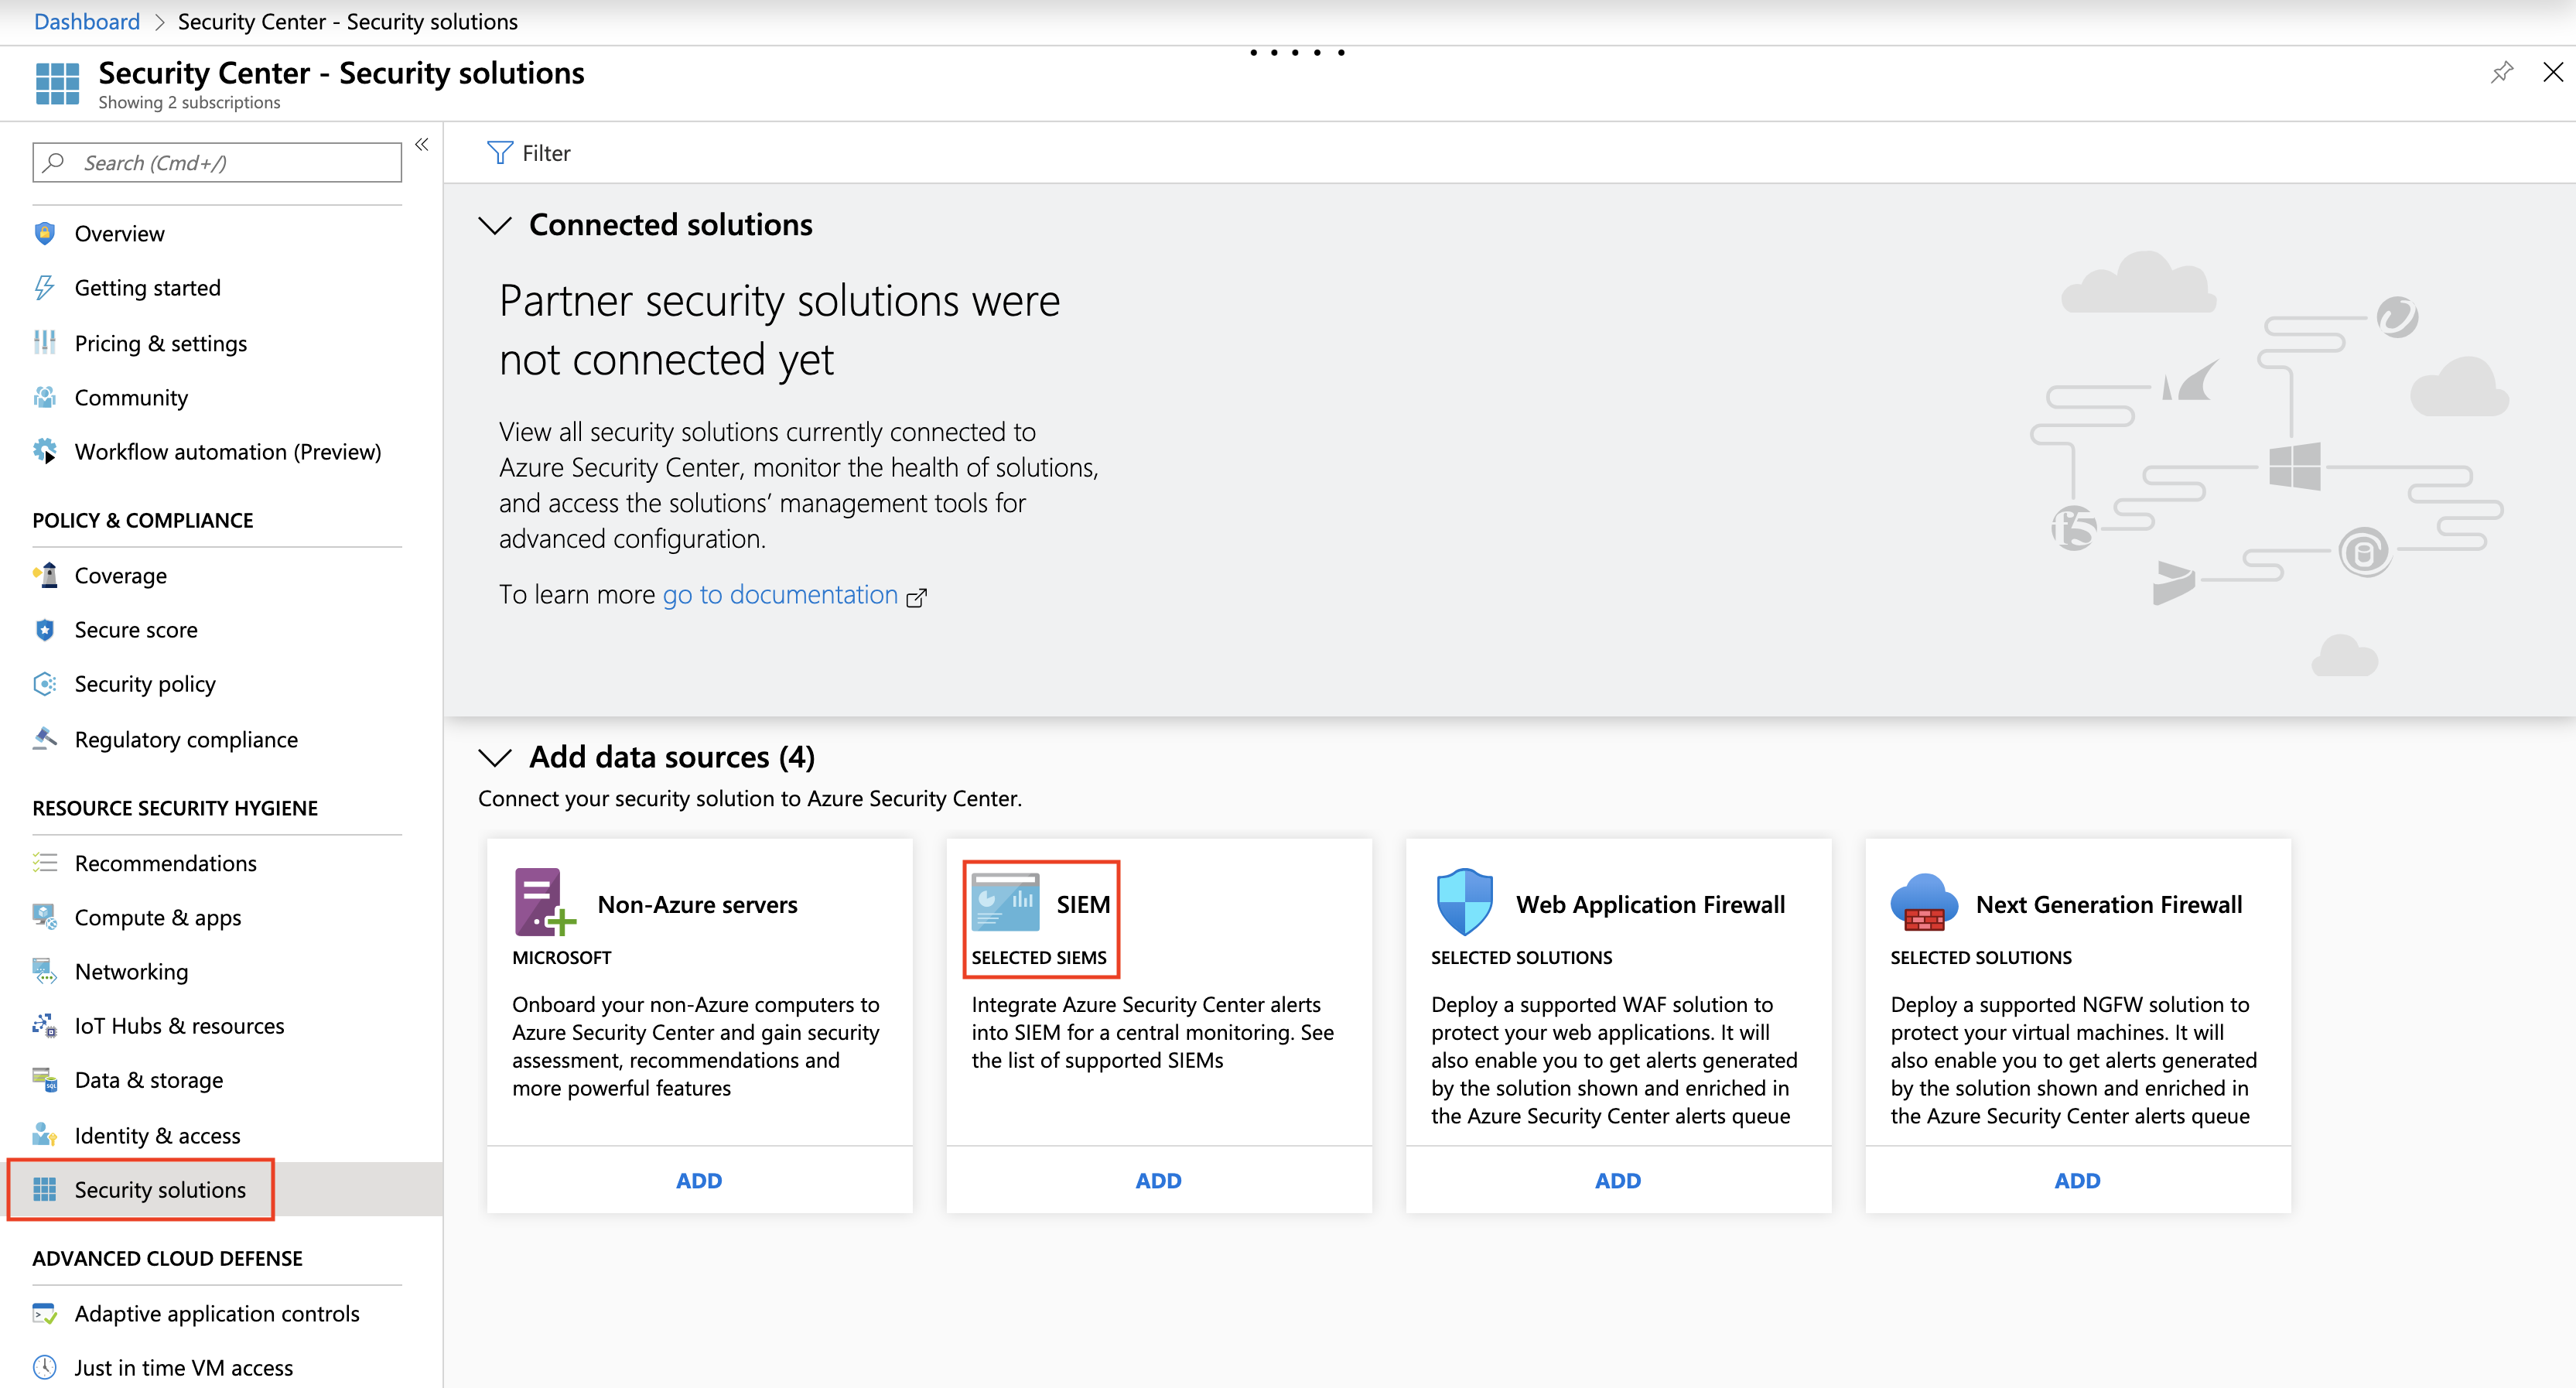 Dashboard > Security Center - Security solutions
Security Center - Security solutions
Showing 2 subscriptions
Search (Cmd+/)
«
Overview
Getting started
Pricing & settings
Community
Workflow automation (Preview)
POLICY & COMPLIANCE
Coverage
Secure score
Security policy
Regulatory compliance
RESOURCE SECURITY HYGIENE
Recommendations
Compute & apps
Networking
IoT Hubs & resources
Data & storage
Identity & access
Security solutions
ADVANCED CLOUD DEFENSE
Adaptive application controls
Just in time VM access
Filter
Connected solutions
Partner security solutions were
not connected yet
View all security solutions currently connected to
Azure Security Center, monitor the health of solutions,
and access the solutions’ management tools for
advanced configuration.
To learn more go to documentation
f5
Add data sources (4)
Connect your security solution to Azure Security Center.
Non-Azure servers
MICROSOFT
Onboard your non-Azure computers to
Azure Security Center and gain security
assessment, recommendations and
more powerful features
ADD
SIEM
SELECTED SIEMS
Integrate Azure Security Center alerts
into SIEM for a central monitoring. See
the list of supported SIEMs
ADD
Web Application Firewall
SELECTED SOLUTIONS
Deploy a supported WAF solution to
protect your web applications. It will
also enable you to get alerts generated
by the solution shown and enriched in
the Azure Security Center alerts queue
ADD
Next Generation Firewall
SELECTED SOLUTIONS
Deploy a supported NGFW solution to
protect your virtual machines. It will
also enable you to get alerts generated
by the solution shown and enriched in
the Azure Security Center alerts queue
ADD